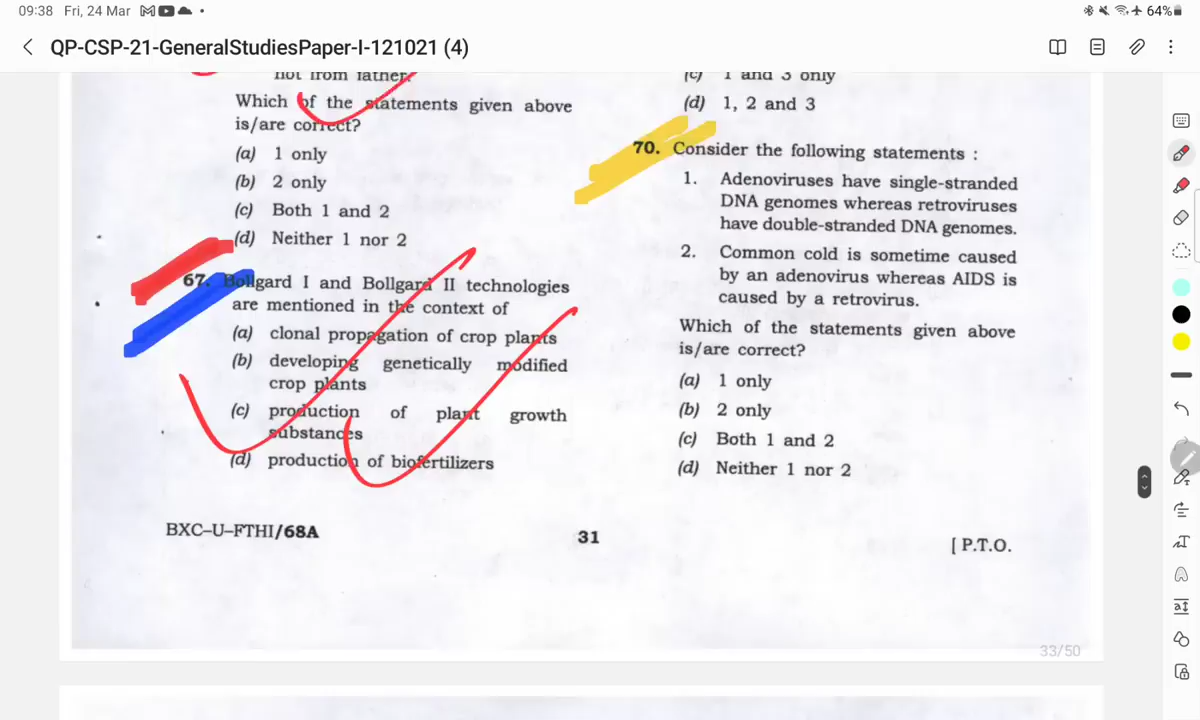 09:38 Fri, 24 Mar
64%
QP-CSP-21-GeneralStudiesPaper-I-121021 (4)
not from father.
Which of the statements given above
is/are correct?
(a) 1 only
(b) 2 only
(c) Both 1 and 2
(d) Neither 1 nor 2
67. Bollgard I and Bollgard II technologies
are mentioned in the context of
(a) clonal propagation of crop plants
(b) developing genetically modified
crop plants
(c) production of plant growth
substances
(d) production of biofertilizers
(c) 1 and 3 only
(d) 1, 2 and 3
70. Consider the following statements :
1. Adenoviruses have single-stranded
DNA genomes whereas retroviruses
have double-stranded DNA genomes.
2. Common cold is sometime caused
by an adenovirus whereas AIDS is
caused by a retrovirus.
Which of the statements given above
is/are correct?
(a) 1 only
(b) 2 only
(c) Both 1 and 2
(d) Neither 1 nor 2
BXC–U–FTHI/68A
31
[ P.T.O.
33/50